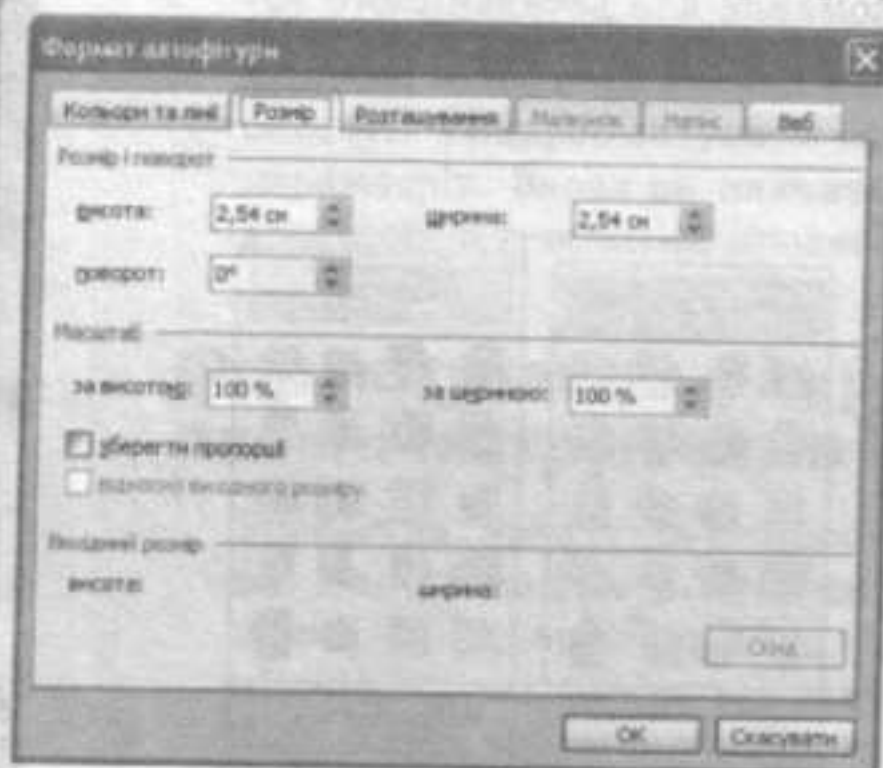 Формат автофігури
Кольори та лінії Розмір Розташування Малюнок Напис Веб
Розмір і поворот
висота: 2,54 см ширина: 2,54 см
поворот: 0°
Масштаб
за висотою: 100 % за шириною: 100 %
зберегти пропорції
відносно вихідного розміру
Вихідний розмір
висота: ширина:
Скид
ОК Скасувати